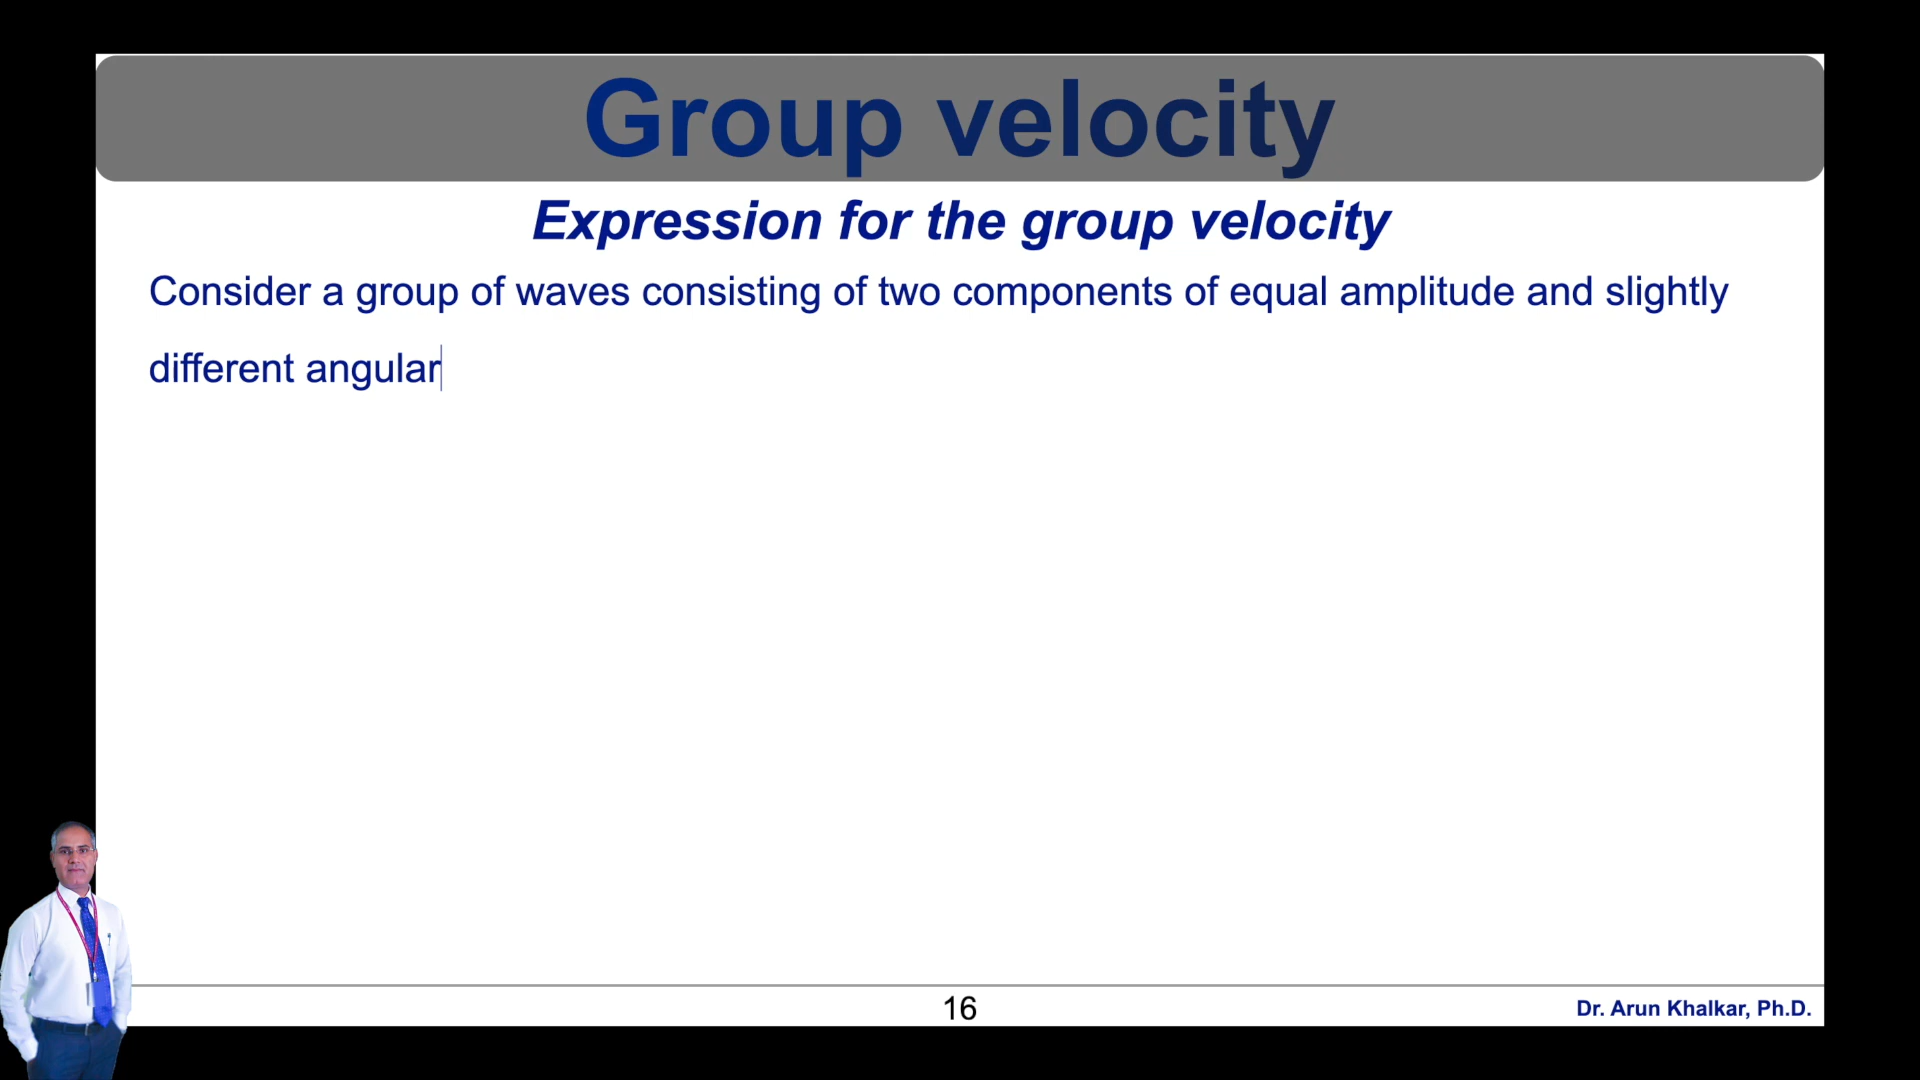 Group velocity
Expression for the group velocity
Consider a group of waves consisting of two components of equal amplitude and slightly
different angular
16
Dr. Arun Khalkar, Ph.D.